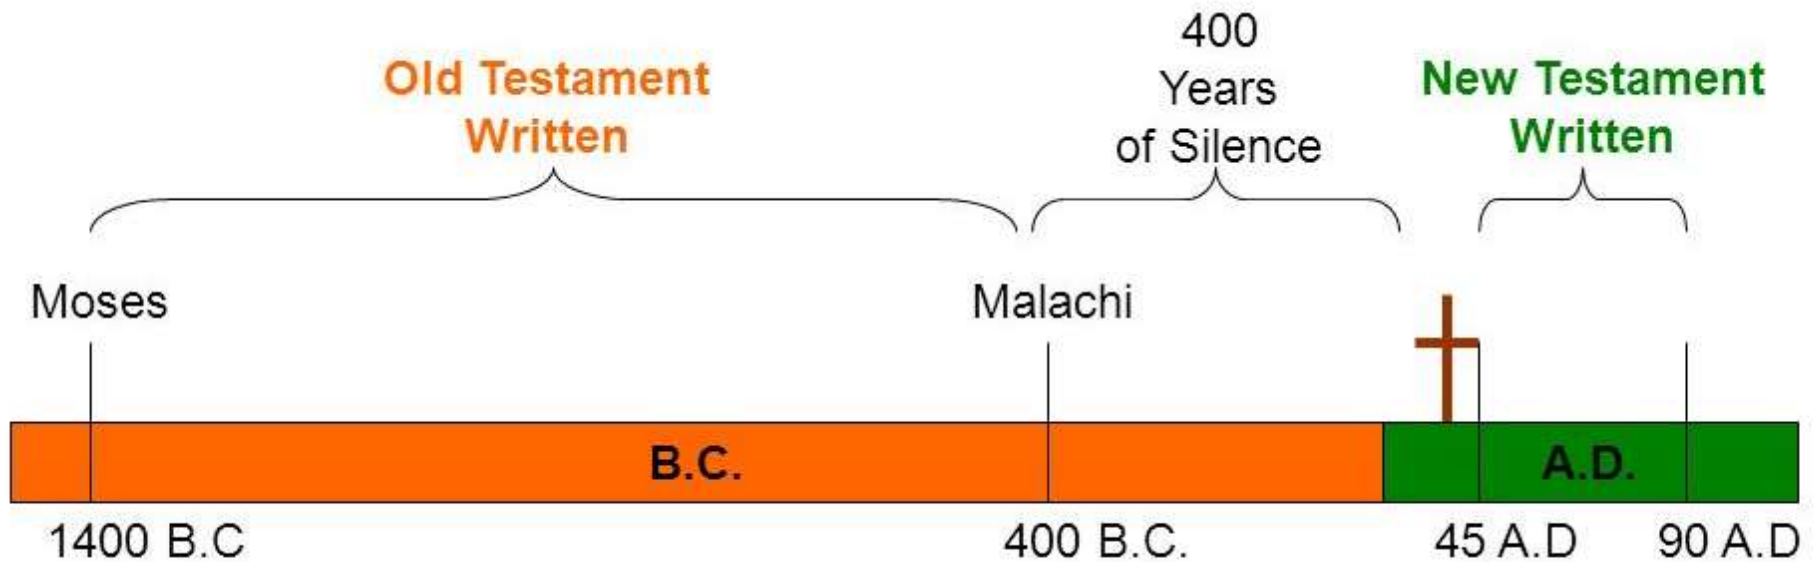 Old Testament
Written
400
Years
of Silence
New Testament
Written
Moses
Malachi
B.C.
A.D.
1400 B.C
400 B.C.
45 A.D
90 A.D